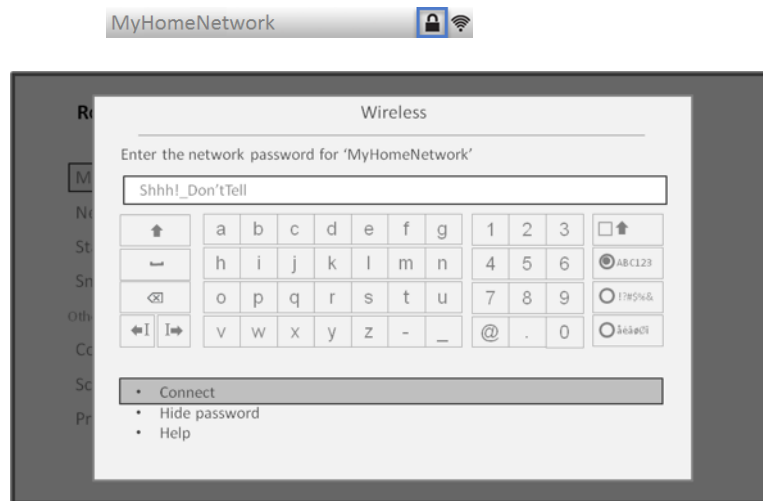 MyHomeNetwork
Wireless
Enter the network password for ‘MyHomeNetwork’
Shhh!_Don’tTell
a b c d e f g 1 2 3
h i j k l m n 4 5 6 ABC123
o p q r s t u 7 8 9 !?#$%&
v w x y z - _ @ . 0
• Connect
• Hide password
• Help